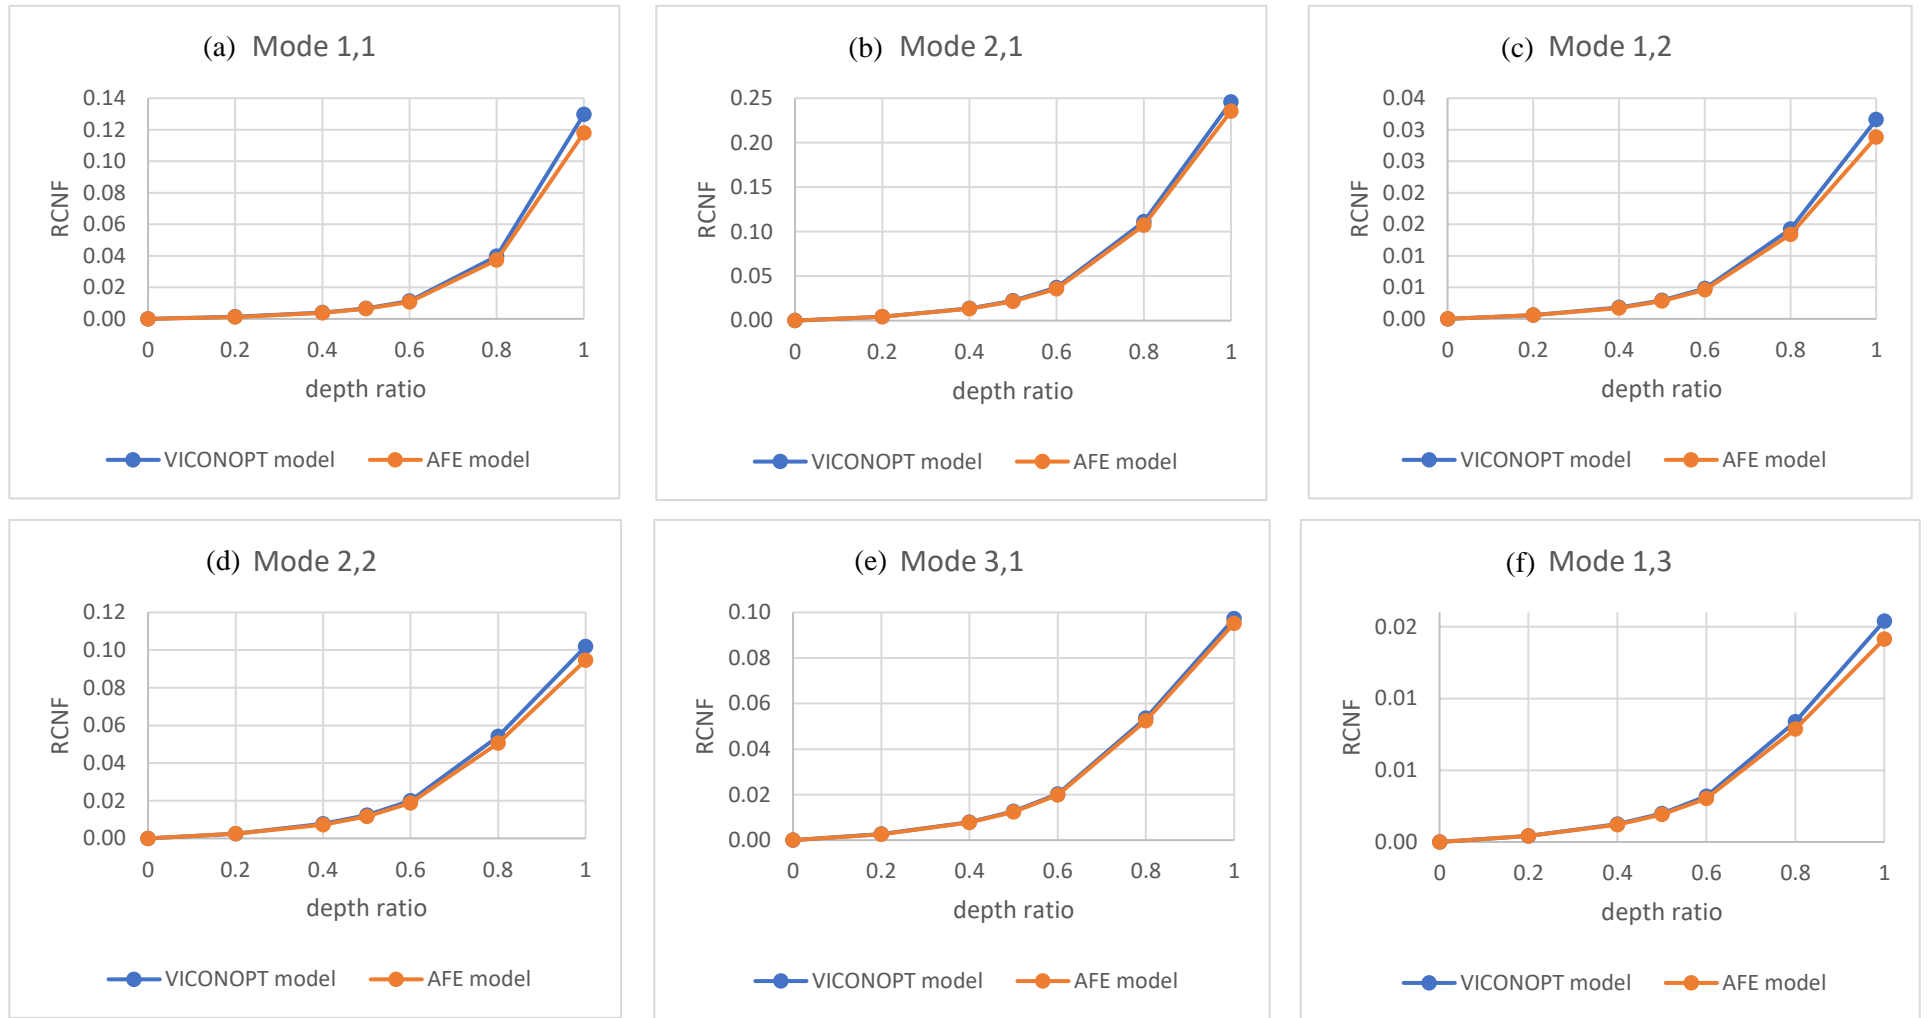 (a) Mode 1,1
0.14
0.12
0.10
0.08
0.06
0.04
0.02
0.00
RCNF
0 0.2 0.4 0.6 0.8 1
depth ratio
VICONOPT model AFE model
(b) Mode 2,1
0.25
0.20
0.15
0.10
0.05
0.00
RCNF
0 0.2 0.4 0.6 0.8 1
depth ratio
VICONOPT model AFE model
(c) Mode 1,2
0.04
0.03
0.03
0.02
0.02
0.01
0.01
0.00
RCNF
0 0.2 0.4 0.6 0.8 1
depth ratio
VICONOPT model AFE model
(d) Mode 2,2
0.12
0.10
0.08
0.06
0.04
0.02
0.00
RCNF
0 0.2 0.4 0.6 0.8 1
depth ratio
VICONOPT model AFE model
(e) Mode 3,1
0.10
0.08
0.06
0.04
0.02
0.00
RCNF
0 0.2 0.4 0.6 0.8 1
depth ratio
VICONOPT model AFE model
(f) Mode 1,3
0.02
0.01
0.01
0.00
RCNF
0 0.2 0.4 0.6 0.8 1
depth ratio
VICONOPT model AFE model